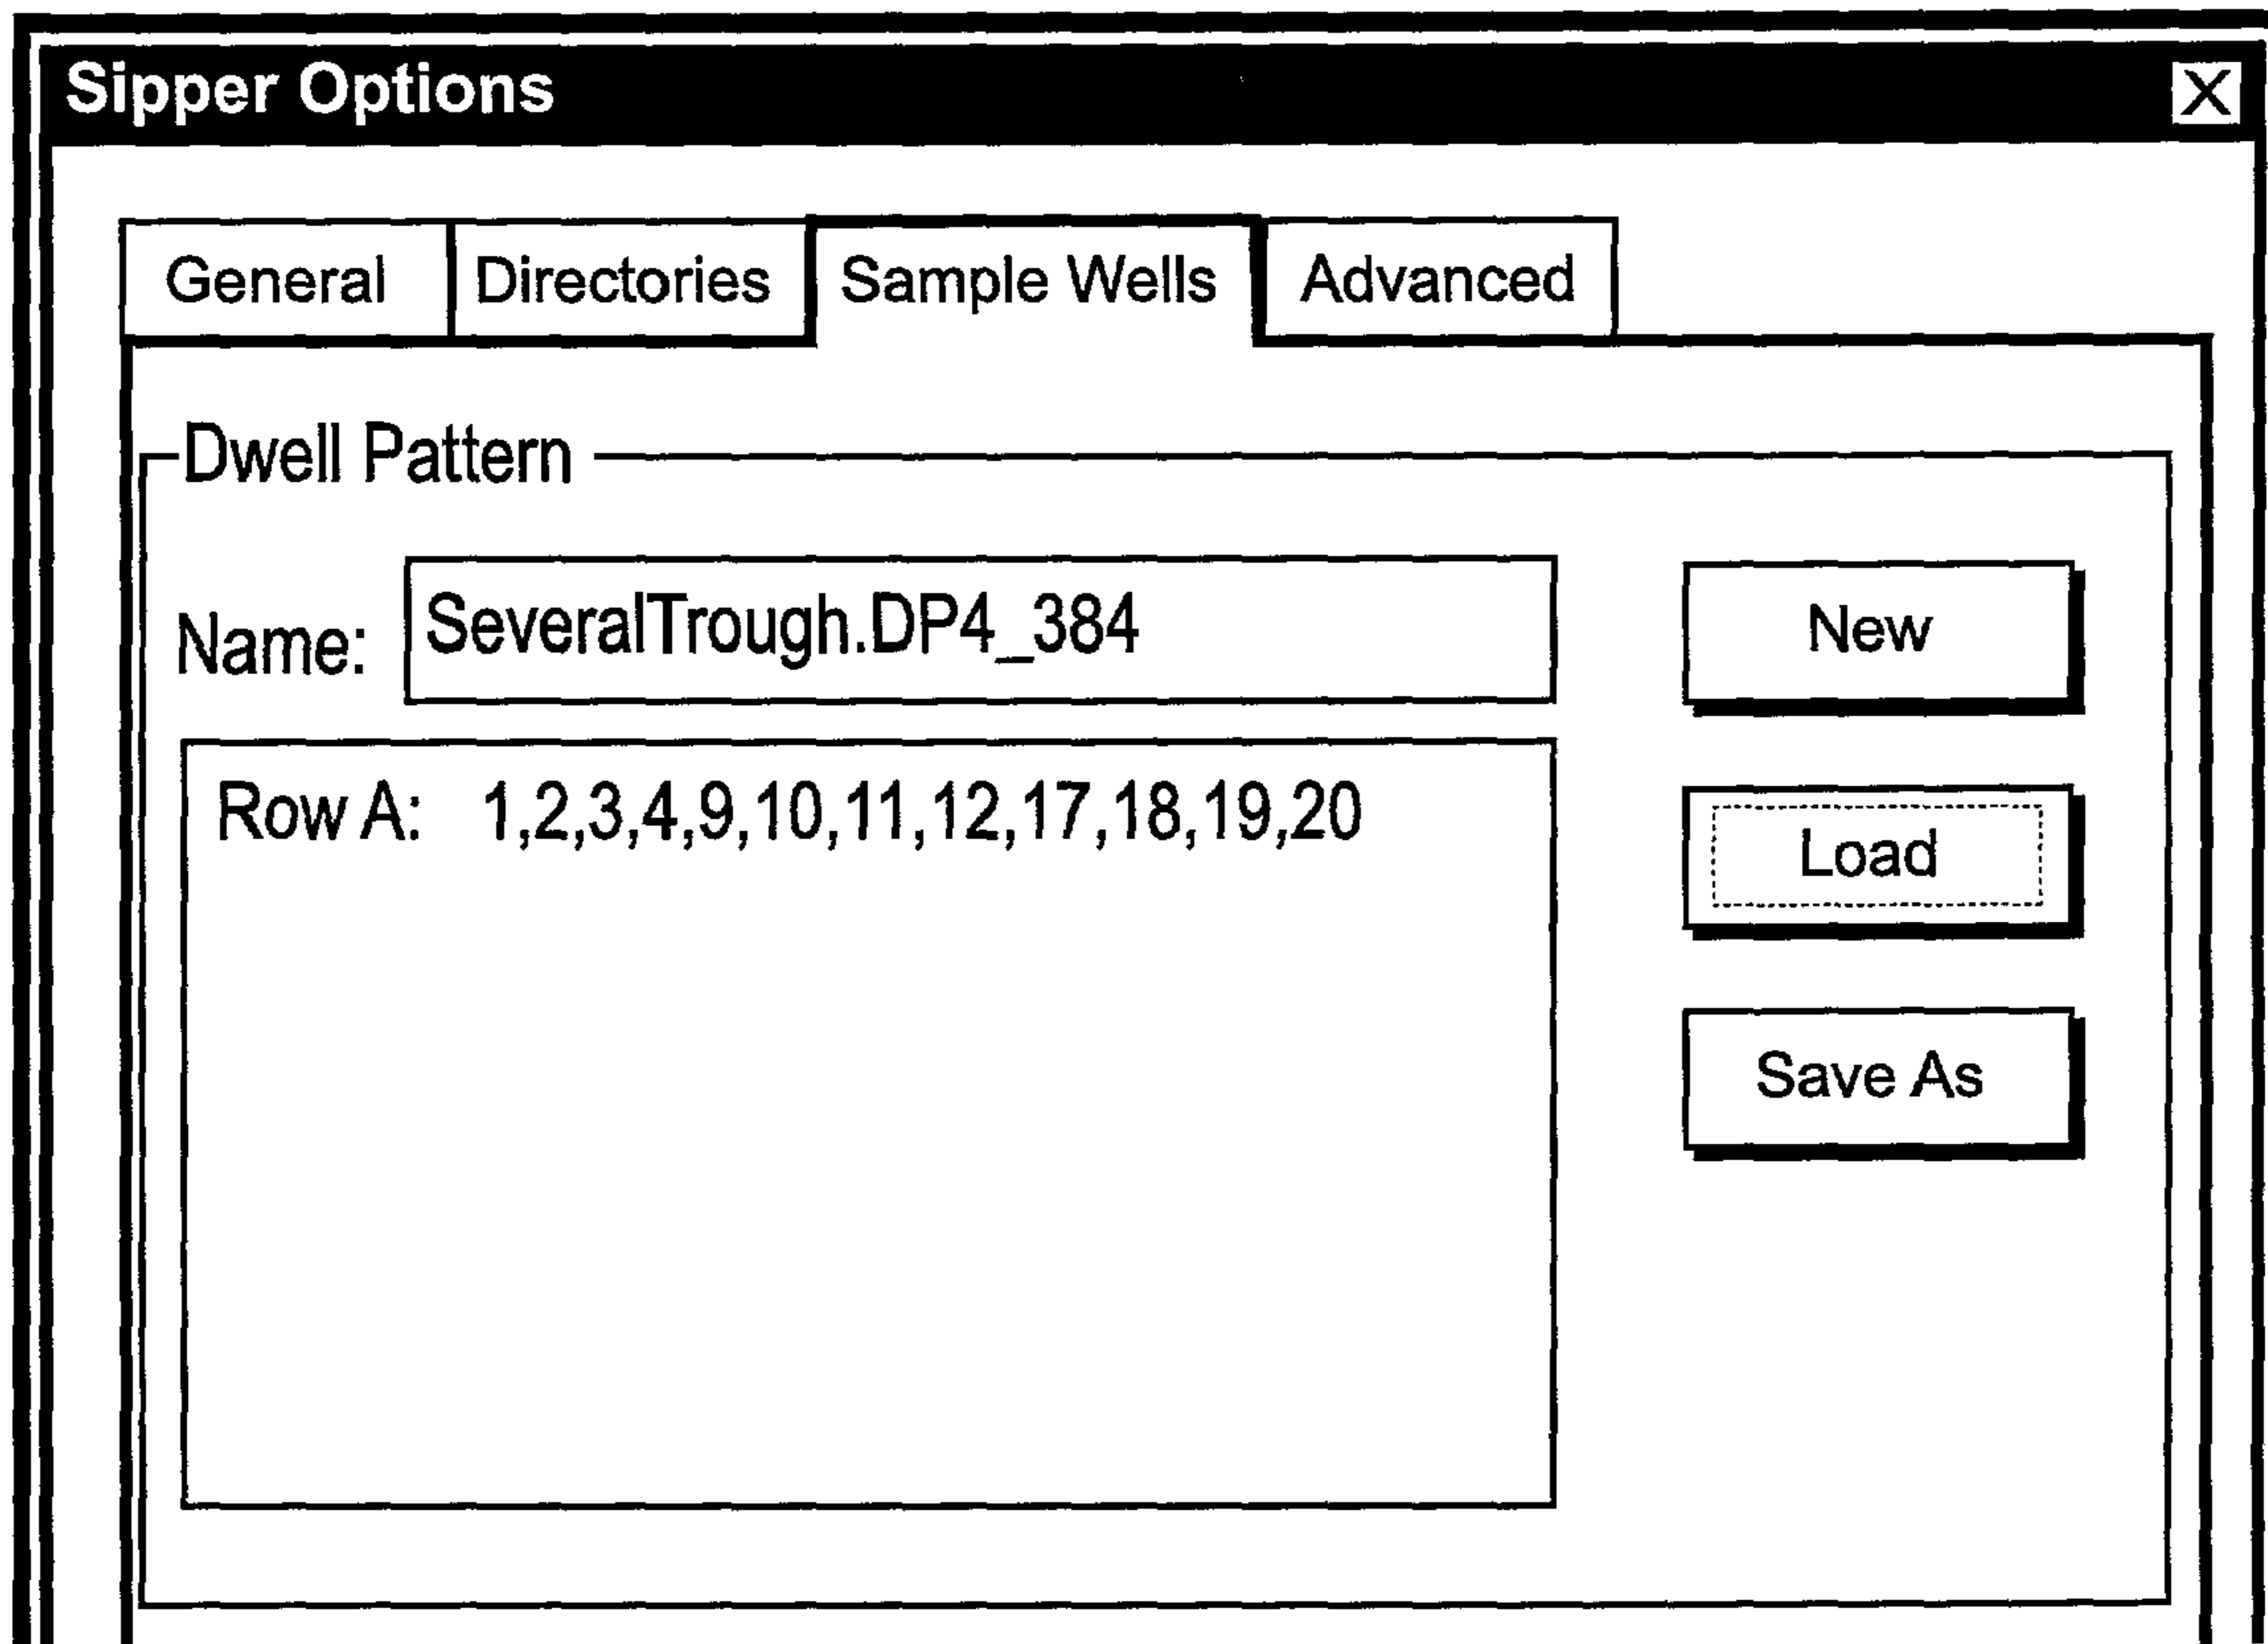 Sipper Options X
General Directories Sample Wells Advanced
Dwell Pattern
Name: SeveralTrough.DP4_384 New
Row A: 1,2,3,4,9,10,11,12,17,18,19,20
Load
Save As